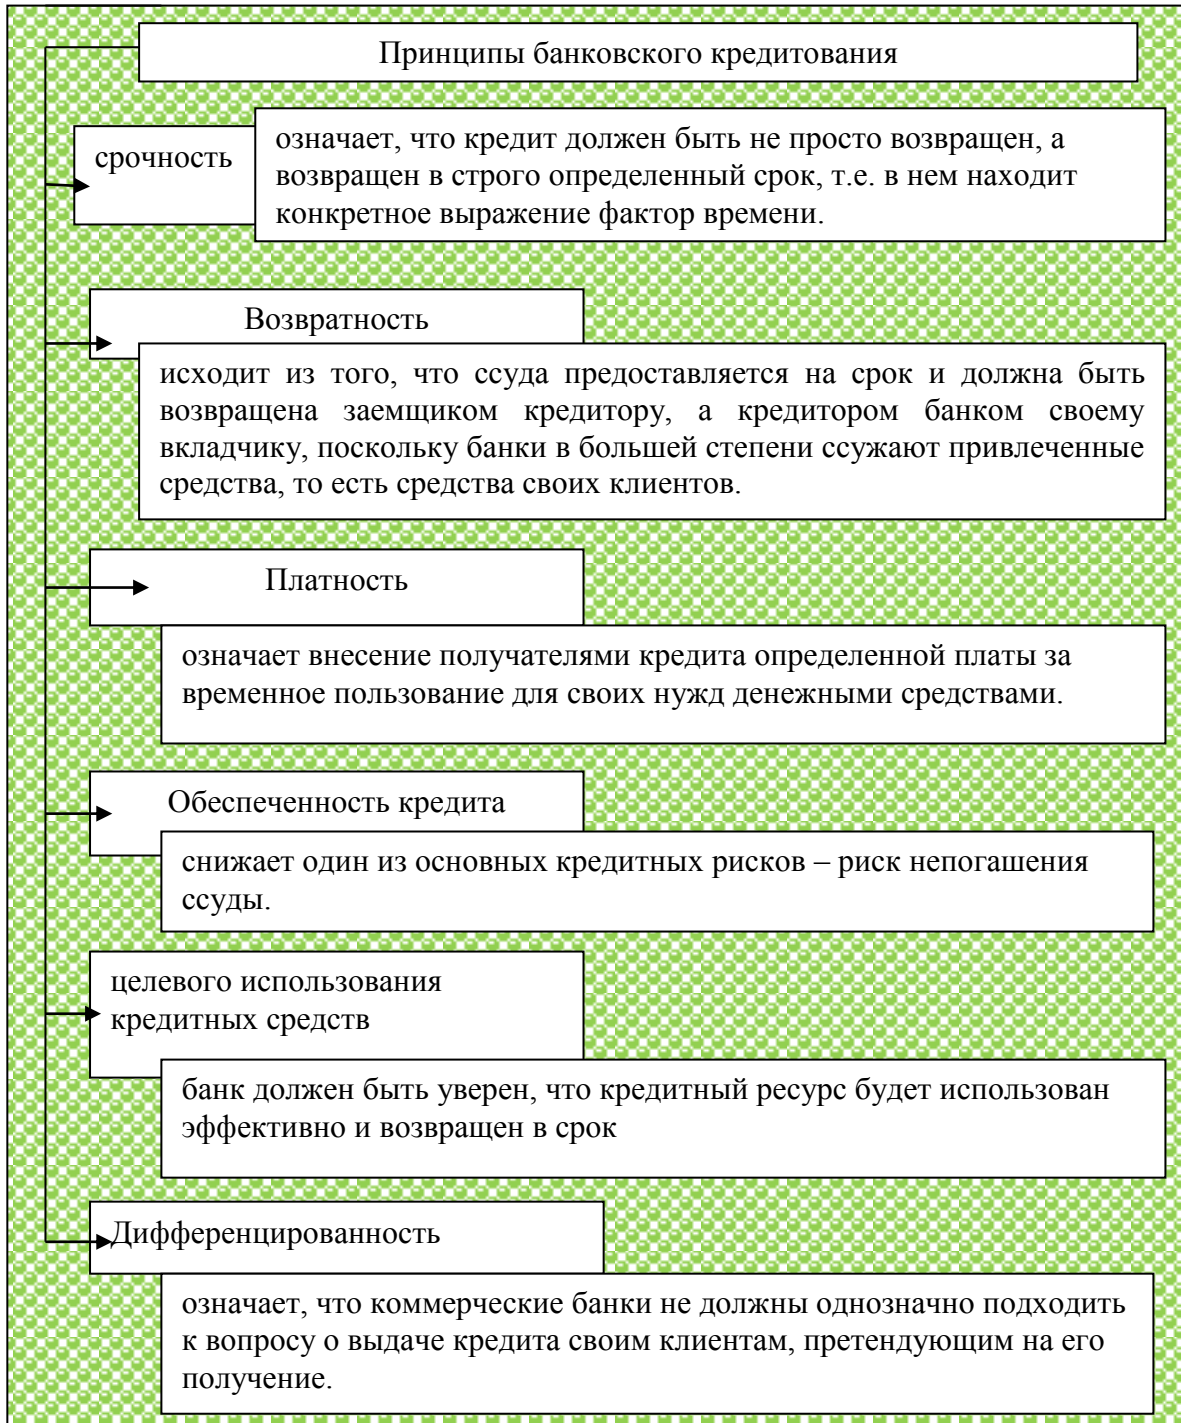 Принципы банковского кредитования
срочность
означает, что кредит должен быть не просто возвращен, а
возвращен в строго определенный срок, т.е. в нем находит
конкретное выражение фактор времени.
Возвратность
исходит из того, что ссуда предоставляется на срок и должна быть
возвращена заемщиком кредитору, а кредитором банком своему
вкладчику, поскольку банки в большей степени ссужают привлеченные
средства, то есть средства своих клиентов.
Платность
означает внесение получателями кредита определенной платы за
временное пользование для своих нужд денежными средствами.
Обеспеченность кредита
снижает один из основных кредитных рисков – риск непогашения
ссуды.
целевого использования
кредитных средств
банк должен быть уверен, что кредитный ресурс будет использован
эффективно и возвращен в срок
Дифференцированность
означает, что коммерческие банки не должны однозначно подходить
к вопросу о выдаче кредита своим клиентам, претендующим на его
получение.